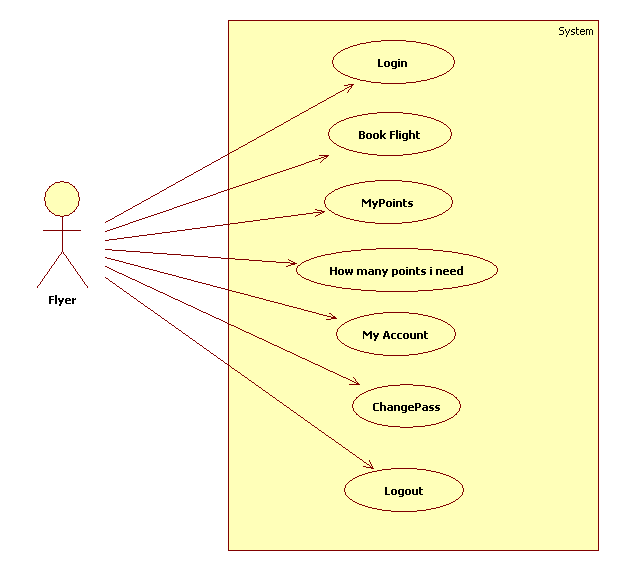 System
Login
Book Flight
MyPoints
How many points i need
My Account
ChangePass
Logout
Flyer